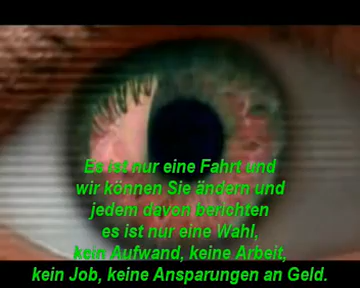 Es ist nur eine Fahrt und
wir können Sie ändern und
jedem davon berichten
es ist nur eine Wahl,
kein Aufwand, keine Arbeit,
kein Job, keine Ansparungen an Geld.